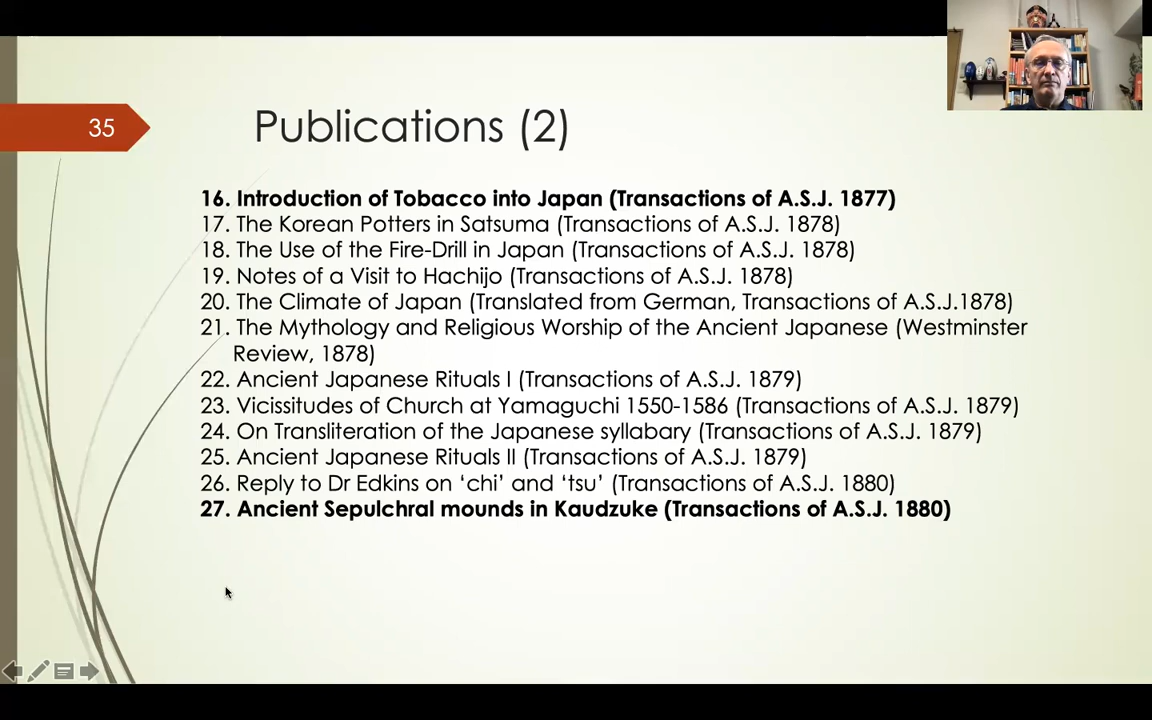 35
Publications (2)
16. Introduction of Tobacco into Japan (Transactions of A.S.J. 1877)
17. The Korean Potters in Satsuma (Transactions of A.S.J. 1878)
18. The Use of the Fire-Drill in Japan (Transactions of A.S.J. 1878)
19. Notes of a Visit to Hachijo (Transactions of A.S.J. 1878)
20. The Climate of Japan (Translated from German, Transactions of A.S.J.1878)
21. The Mythology and Religious Worship of the Ancient Japanese (Westminster
Review, 1878)
22. Ancient Japanese Rituals I (Transactions of A.S.J. 1879)
23. Vicissitudes of Church at Yamaguchi 1550-1586 (Transactions of A.S.J. 1879)
24. On Transliteration of the Japanese syllabary (Transactions of A.S.J. 1879)
25. Ancient Japanese Rituals II (Transactions of A.S.J. 1879)
26. Reply to Dr Edkins on ‘chi’ and ‘tsu’ (Transactions of A.S.J. 1880)
27. Ancient Sepulchral mounds in Kaudzuke (Transactions of A.S.J. 1880)